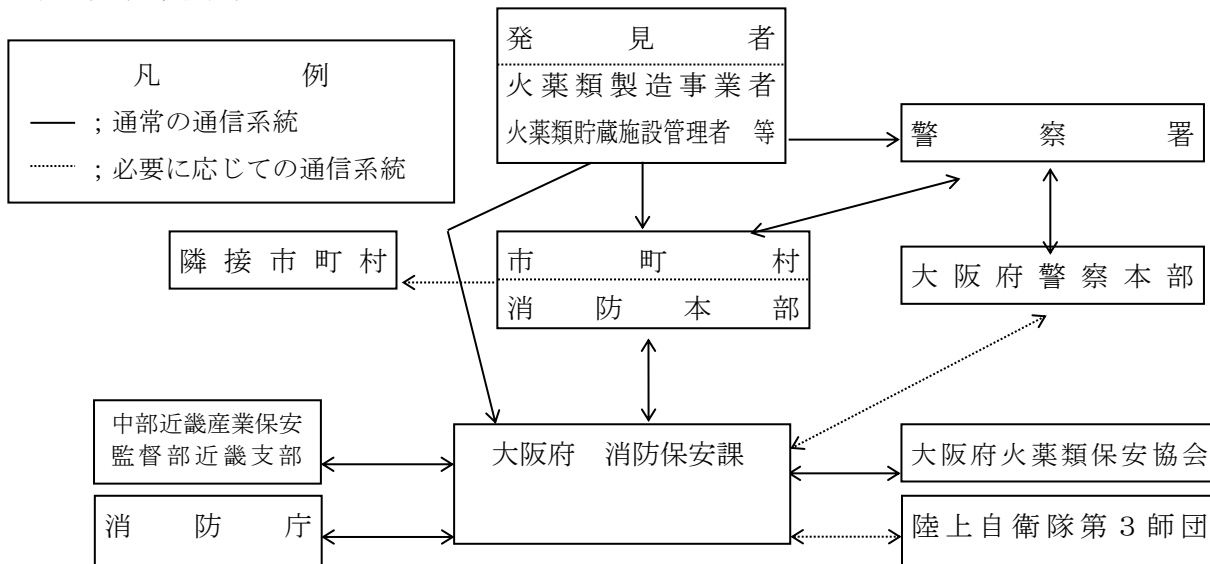 発見者
火薬類製造事業者
火薬類貯蔵施設管理者 等
凡例
；通常の通信系統
；必要に応じての通信系統
警察署
隣接市町村
市町村
消防本部
大阪府警察本部
中部近畿産業保安
監督部近畿支部
大阪府 消防保安課
大阪府火薬類保安協会
消防庁
陸上自衛隊第３師団